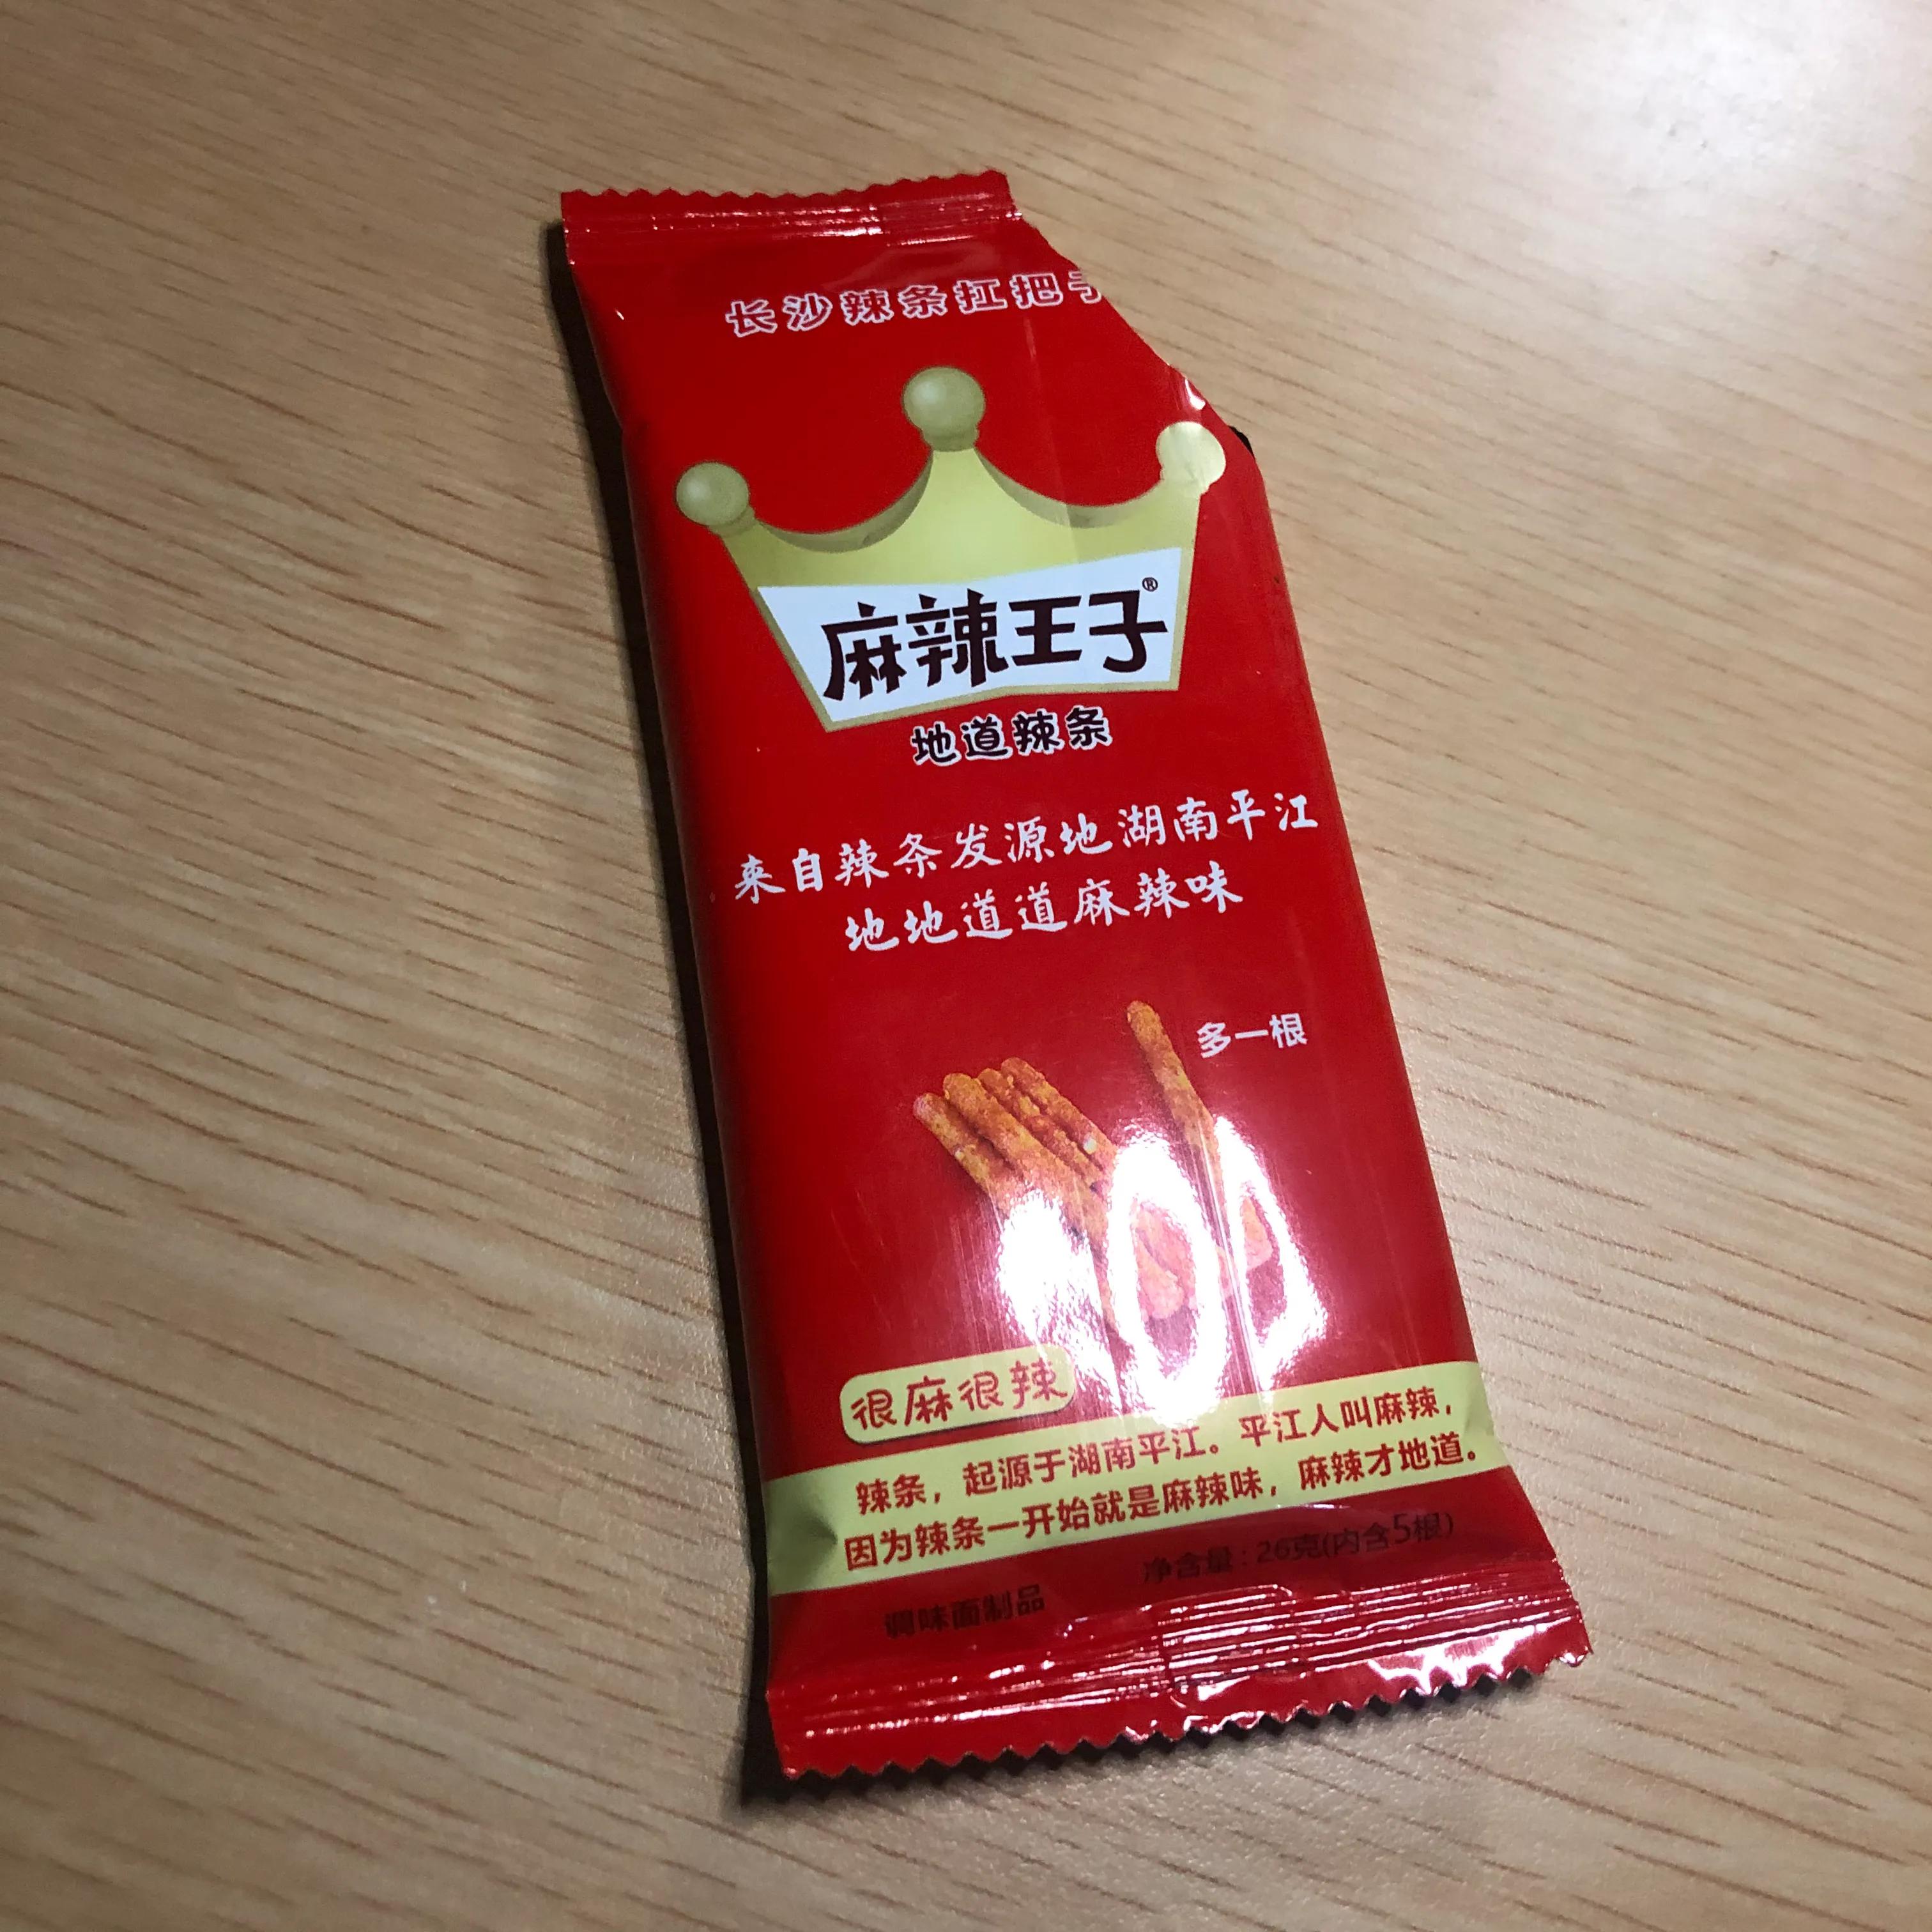 长沙辣条扛把子
麻辣王子®
地道辣条
来自辣条发源地湖南平江
地地道道麻辣味
多一根
很麻很辣
辣条，起源于湖南平江。平江人叫麻辣，
因为辣条一开始就是麻辣味，麻辣才地道。
净含量：26克(内含5根)
调味面制品